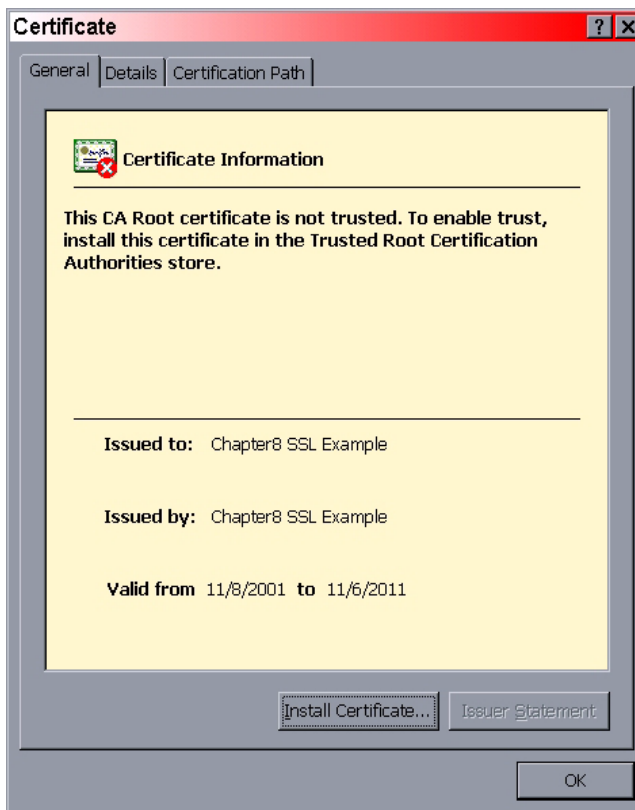 Certificate ? X
General Details Certification Path
Certificate Information
This CA Root certificate is not trusted. To enable trust,
install this certificate in the Trusted Root Certification
Authorities store.
Issued to: Chapter8 SSL Example
Issued by: Chapter8 SSL Example
Valid from 11/8/2001 to 11/6/2011
Install Certificate... Issuer Statement
OK